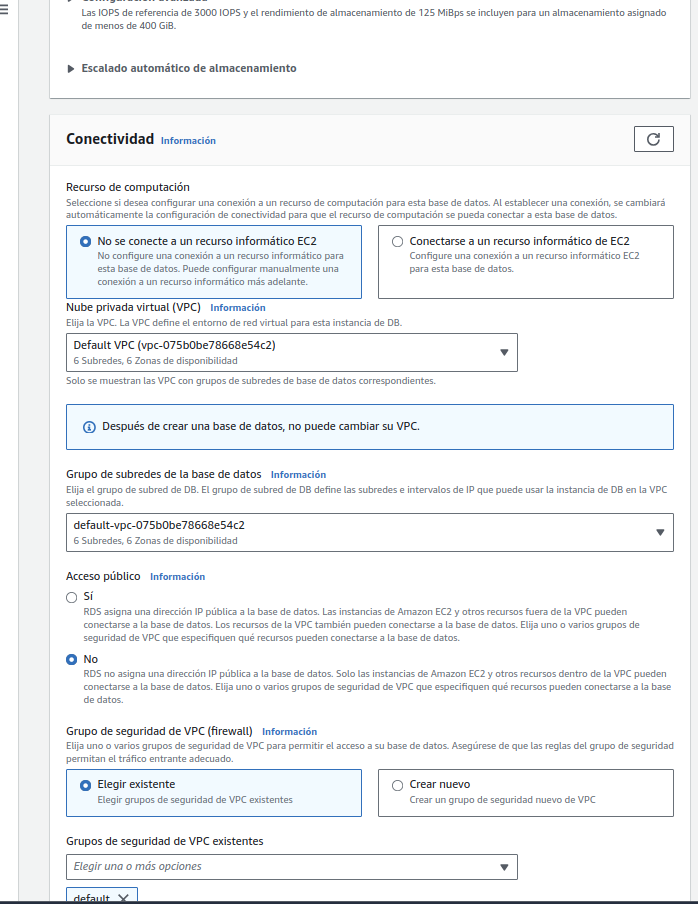 Las IOPS de referencia de 3000 IOPS y el rendimiento de almacenamiento de 125 MiBps se incluyen para un almacenamiento asignado
de menos de 400 GiB.
Escalado automático de almacenamiento
Conectividad Información
Recurso de computación
Seleccione si desea configurar una conexión a un recurso de computación para esta base de datos. Al establecer una conexión, se cambiará
automáticamente la configuración de conectividad para que el recurso de computación se pueda conectar a esta base de datos.
No se conecte a un recurso informático EC2
No configure una conexión a un recurso informático para
esta base de datos. Puede configurar manualmente una
conexión a un recurso informático más adelante.
Conectarse a un recurso informático de EC2
Configure una conexión a un recurso informático EC2
para esta base de datos.
Nube privada virtual (VPC) Información
Elija la VPC. La VPC define el entorno de red virtual para esta instancia de DB.
Default VPC (vpc-075b0be78668e54c2)
6 Subredes, 6 Zonas de disponibilidad
Solo se muestran las VPC con grupos de subredes de base de datos correspondientes.
Después de crear una base de datos, no puede cambiar su VPC.
Grupo de subredes de la base de datos Información
Elija el grupo de subred de DB. El grupo de subred de DB define las subredes e intervalos de IP que puede usar la instancia de DB en la VPC
seleccionada.
default-vpc-075b0be78668e54c2
6 Subredes, 6 Zonas de disponibilidad
Acceso público Información
Sí
RDS asigna una dirección IP pública a la base de datos. Las instancias de Amazon EC2 y otros recursos fuera de la VPC pueden
conectarse a la base de datos. Los recursos de la VPC también pueden conectarse a la base de datos. Elija uno o varios grupos de
seguridad de VPC que especifiquen qué recursos pueden conectarse a la base de datos.
No
RDS no asigna una dirección IP pública a la base de datos. Solo las instancias de Amazon EC2 y otros recursos dentro de la VPC pueden
conectarse a la base de datos. Elija uno o varios grupos de seguridad de VPC que especifiquen qué recursos pueden conectarse a la base
de datos.
Grupo de seguridad de VPC (firewall) Información
Elija uno o varios grupos de seguridad de VPC para permitir el acceso a su base de datos. Asegúrese de que las reglas del grupo de seguridad
permitan el tráfico entrante adecuado.
Elegir existente
Elegir grupos de seguridad de VPC existentes
Crear nuevo
Crear un grupo de seguridad nuevo de VPC
Grupos de seguridad de VPC existentes
Elegir una o más opciones
default